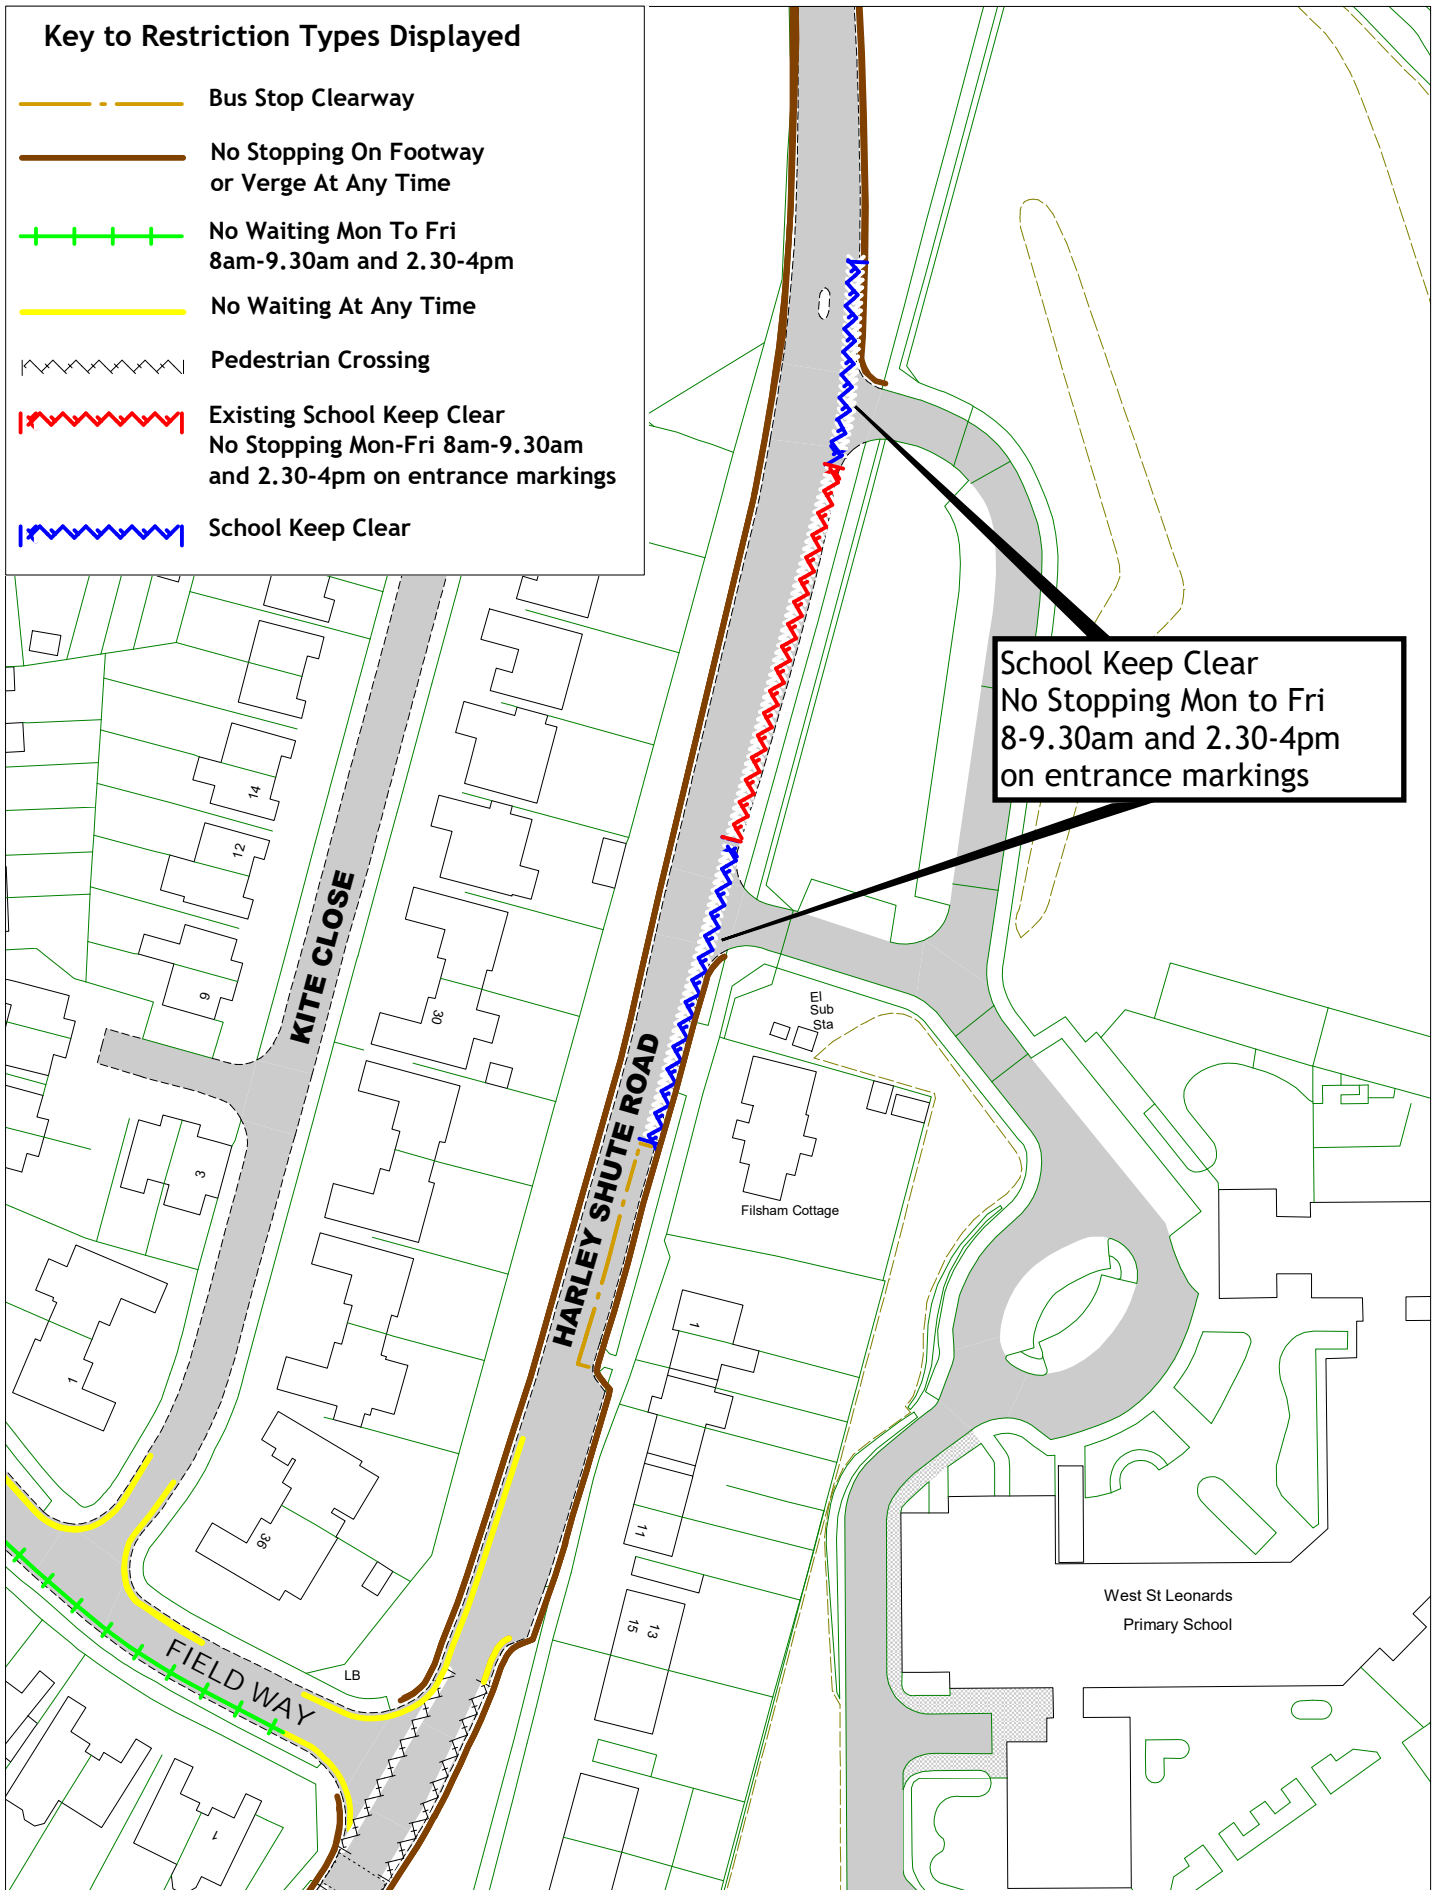 Key to Restriction Types Displayed
Bus Stop Clearway
No Stopping On Footway
or Verge At Any Time
No Waiting Mon To Fri
8am-9.30am and 2.30-4pm
No Waiting At Any Time
Pedestrian Crossing
Existing School Keep Clear
No Stopping Mon-Fri 8am-9.30am
and 2.30-4pm on entrance markings
School Keep Clear
School Keep Clear
No Stopping Mon to Fri
8-9.30am and 2.30-4pm
on entrance markings
14
12
KITE CLOSE
9
30
El
Sub
Sta
HARLEY SHUTE ROAD
3
Filsham Cottage
1
1
11
36
13
15
West St Leonards
Primary School
FIELD WAY
LB
1